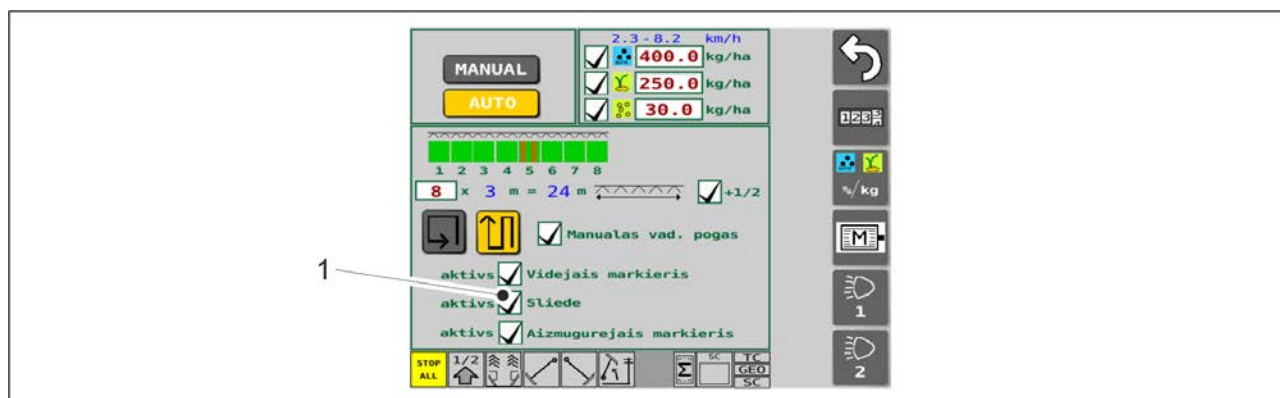 2.3 - 8.2 km/h
MANUAL
400.0 kg/ha
250.0 kg/ha
AUTO
30.0 kg/ha
1 2 3 4 5 6 7 8
8 x 3 m = 24 m +1/2
Manualas vad. pogas
aktivs Videjais markieris
1
aktivs Sliede
aktivs Aizmugurejais markieris
STOP ALL
1/2
Σ
SC
TC
GEO
SC
123
%/kg
M
1
2